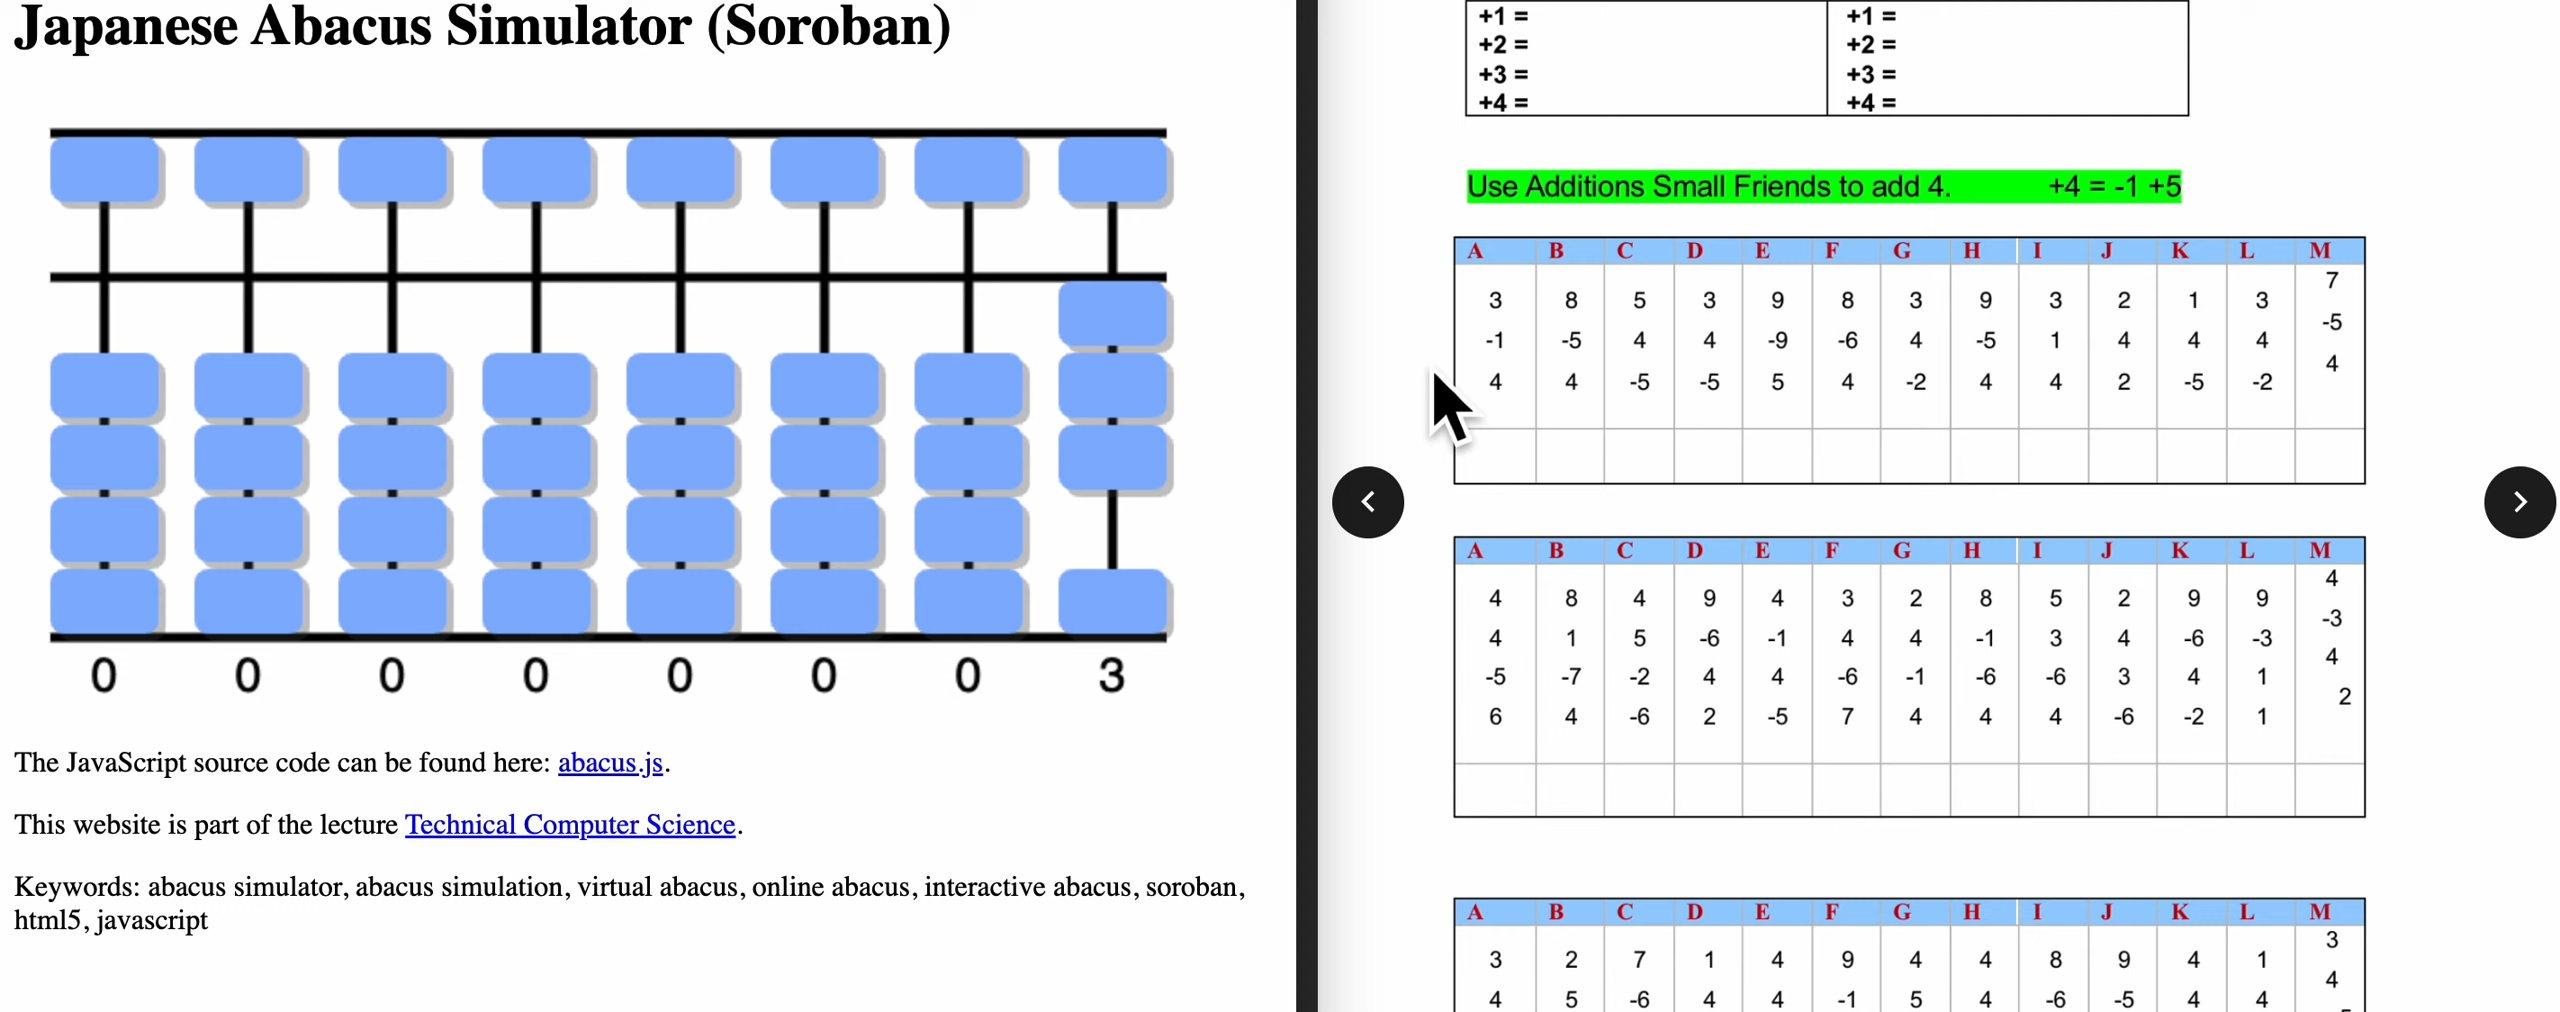 Japanese Abacus Simulator (Soroban)
0 0 0 0 0 0 0 3
The JavaScript source code can be found here: abacus.js.
This website is part of the lecture Technical Computer Science.
Keywords: abacus simulator, abacus simulation, virtual abacus, online abacus, interactive abacus, soroban,
html5, javascript
+1 = +1 =
+2 = +2 =
+3 = +3 =
+4 = +4 =
Use Additions Small Friends to add 4. +4 = -1 +5
A B C D E F G H I J K L M
3 8 5 3 9 8 3 9 3 2 1 3 7
-1 -5 4 4 -9 -6 4 -5 1 4 4 4 -5
4 4 -5 -5 5 4 -2 4 4 2 -5 -2 4
A B C D E F G H I J K L M
4 8 4 9 4 3 2 8 5 2 9 9 4
4 1 5 -6 -1 4 4 -1 3 4 -6 -3 -3
-5 -7 -2 4 4 -6 -1 -6 -6 3 4 1 4
6 4 -6 2 -5 7 4 4 4 -6 -2 1 2
A B C D E F G H I J K L M
3 2 7 1 4 9 4 4 8 9 4 1 3
4 5 -6 4 4 -1 5 4 -6 -5 4 4 4